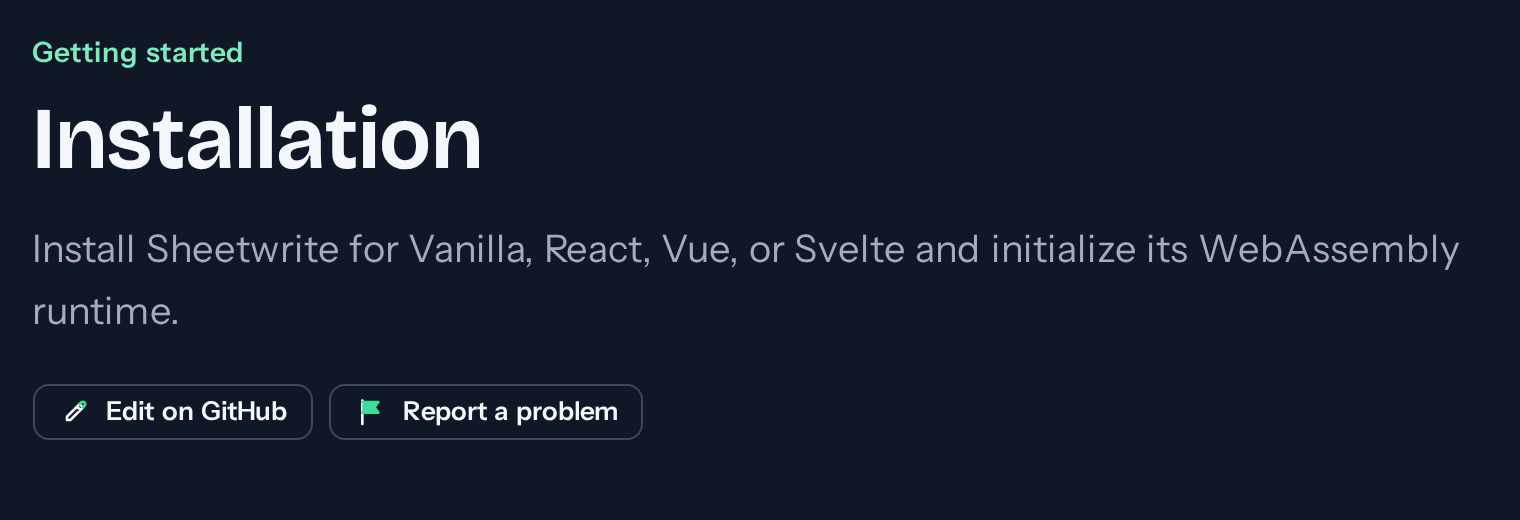 Getting started
Installation
Install Sheetwrite for Vanilla, React, Vue, or Svelte and initialize its WebAssembly
runtime.
Edit on GitHub
Report a problem